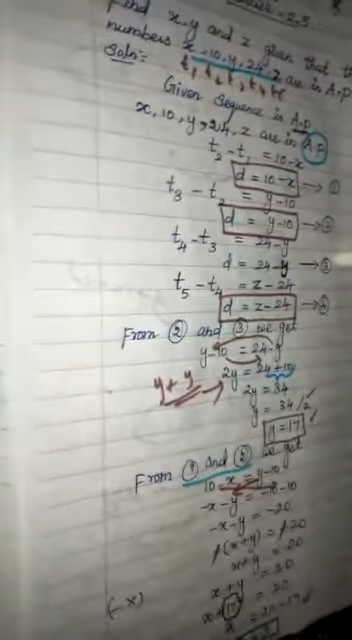 Find x, y and z given that the
numbers x, 10, y, 24, z are in A.P
Soln:- t₁ t₂ t₃ t₄ t₅
Given sequence is A.P
x, 10, y, 24, z are in A.P
t₂ - t₁ = 10-x
d = 10-x → ①
t₃ - t₂ = y-10
d = y-10 → ②
t₄ - t₃ = 24-y
d = 24-y → ③
t₅ - t₄ = z-24
d = z-24 → ④
From ② and ③ we get
y-10 = 24-y
y+y → 2y = 24+10
2y = 34
y = 34/2
y = 17
From ① and ② we get
10-x = y-10
-x-y = -10-10
-x-y = -20
(x+y) = 20
x+y = 20
(-x) x+y = 20
x+17 = 20
x = 20-17